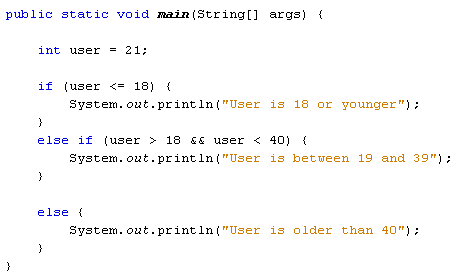 public static void main(String[] args) {
int user = 21;
if (user <= 18) {
System.out.println("User is 18 or younger");
}
else if (user > 18 && user < 40) {
System.out.println("User is between 19 and 39");
}
else {
System.out.println("User is older than 40");
}
}